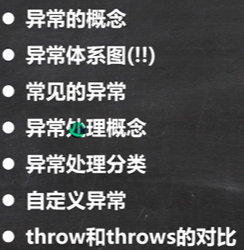 ● 异常的概念
● 异常体系图(!!)
● 常见的异常
● 异常处理概念
● 异常处理分类
● 自定义异常
● throw和throws的对比